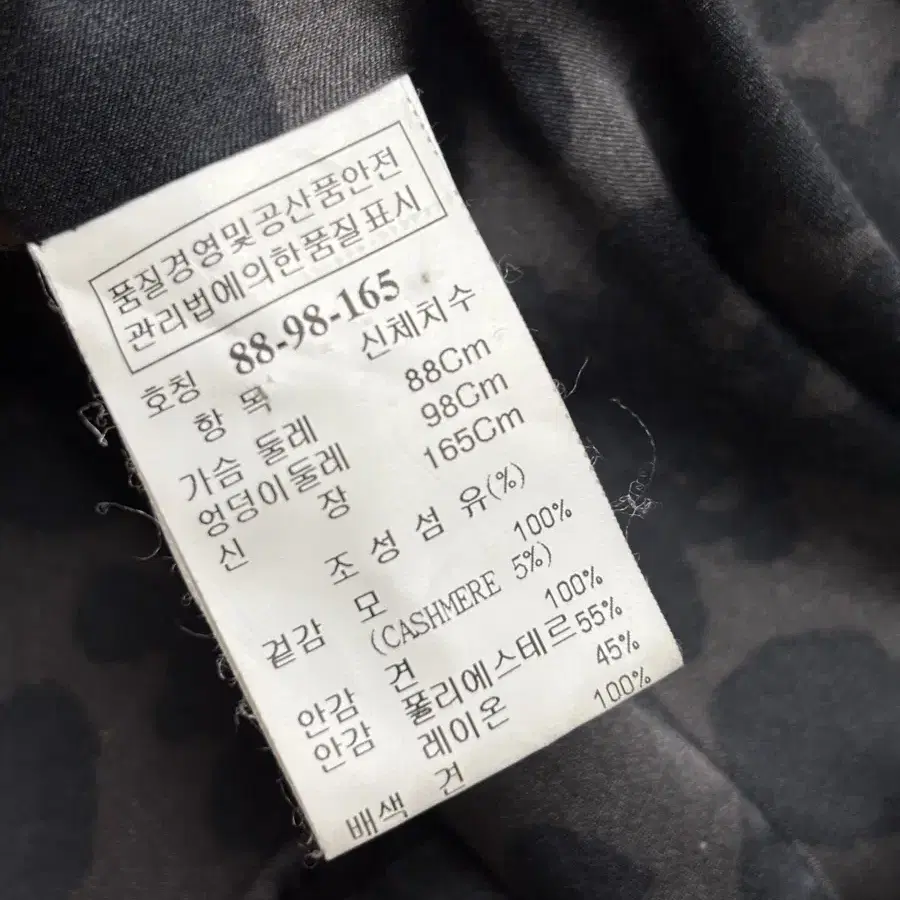 품질경영및공산품안전
관리법에의한품질표시
호칭 88-98-165
항 목 신체치수
가슴 둘레 88Cm
엉덩이둘레 98Cm
신 장 165Cm
조 성 섬 유(%)
겉감 모 100%
(CASHMERE 5%)
안감 견 100%
안감 폴리에스테르55%
레이온 45%
배색 견 100%